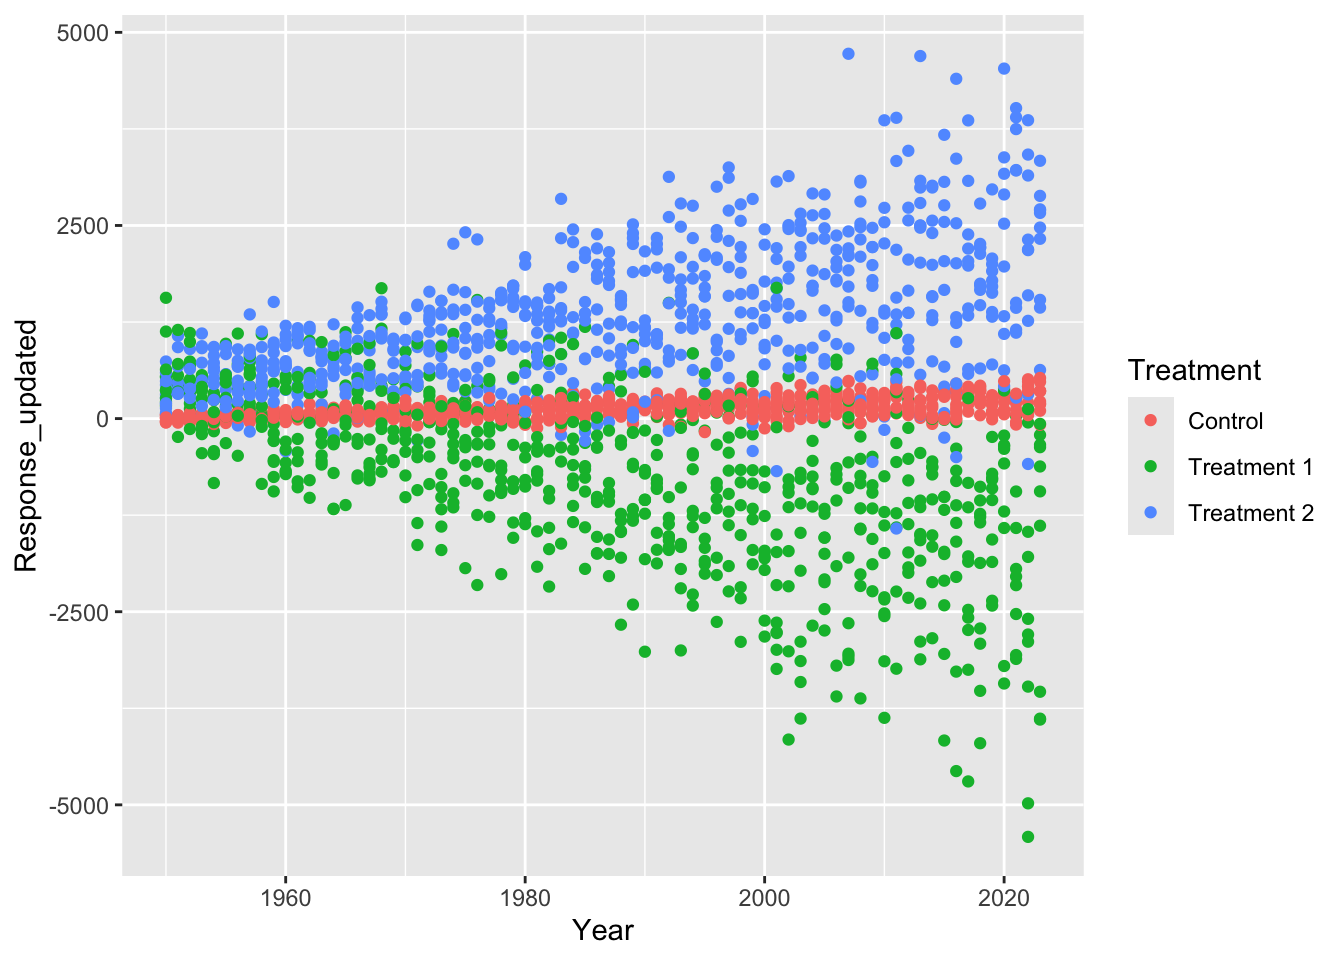 5000
2500
0
-2500
-5000
Response_updated
1960 1980 2000 2020
Year
Treatment
Control
Treatment 1
Treatment 2